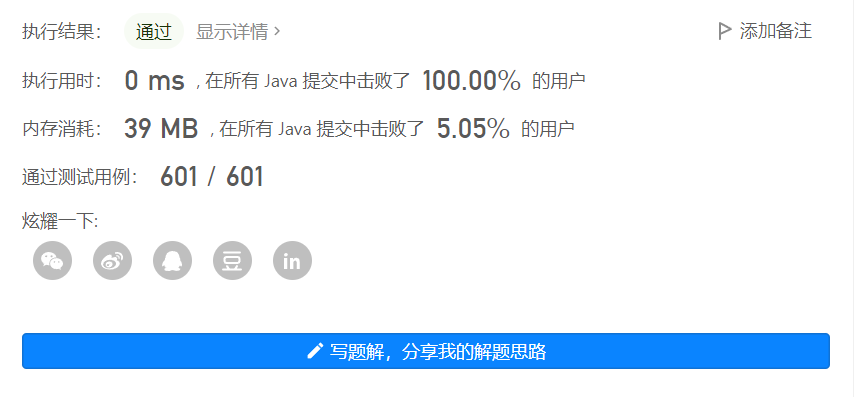 执行结果： 通过 显示详情 › 添加备注
执行用时： 0 ms , 在所有 Java 提交中击败了 100.00% 的用户
内存消耗： 39 MB , 在所有 Java 提交中击败了 5.05% 的用户
通过测试用例： 601 / 601
炫耀一下:
豆 in
写题解，分享我的解题思路